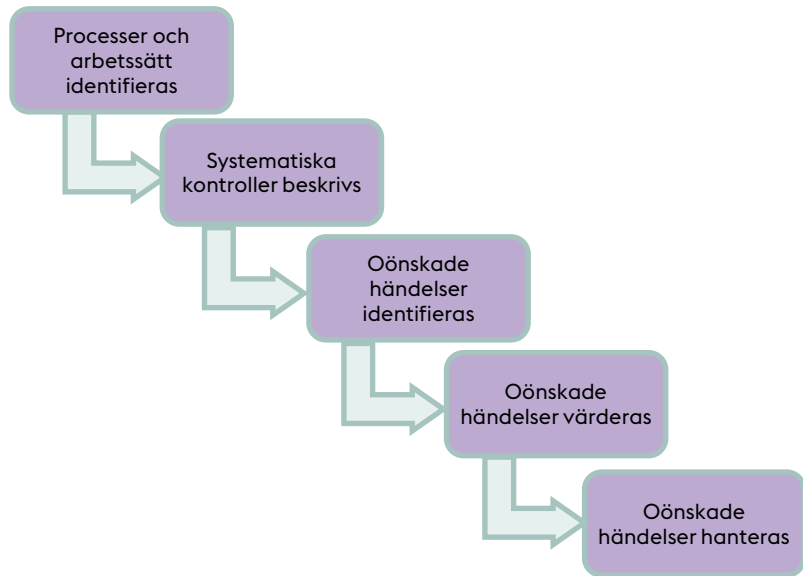 Processer och
arbetssätt
identifieras
Systematiska
kontroller beskrivs
Oönskade
händelser
identifieras
Oönskade
händelser värderas
Oönskade
händelser hanteras